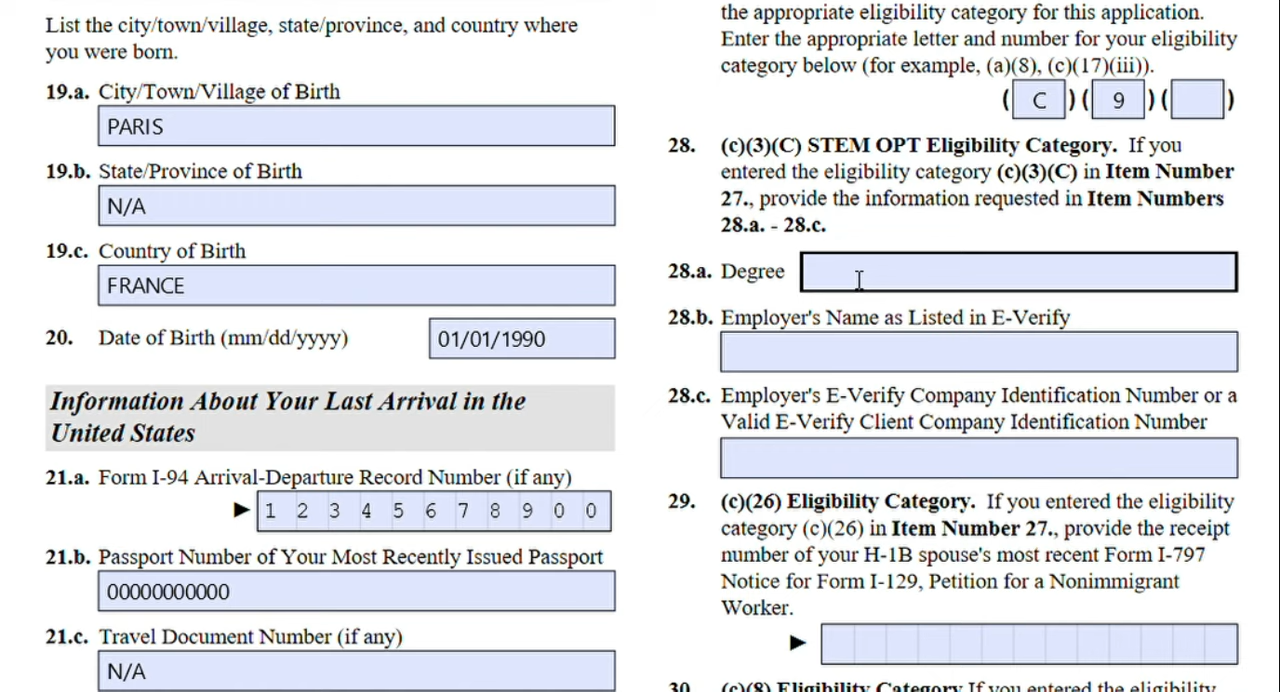 List the city/town/village, state/province, and country where
you were born.
19.a. City/Town/Village of Birth
PARIS
19.b. State/Province of Birth
N/A
19.c. Country of Birth
FRANCE
20. Date of Birth (mm/dd/yyyy) 01/01/1990
Information About Your Last Arrival in the
United States
21.a. Form I-94 Arrival-Departure Record Number (if any)
► 1 2 3 4 5 6 7 8 9 0 0
21.b. Passport Number of Your Most Recently Issued Passport
00000000000
21.c. Travel Document Number (if any)
N/A
the appropriate eligibility category for this application.
Enter the appropriate letter and number for your eligibility
category below (for example, (a)(8), (c)(17)(iii)).
( C ) ( 9 ) ( )
28. (c)(3)(C) STEM OPT Eligibility Category. If you
entered the eligibility category (c)(3)(C) in Item Number
27., provide the information requested in Item Numbers
28.a. - 28.c.
28.a. Degree
28.b. Employer's Name as Listed in E-Verify
28.c. Employer's E-Verify Company Identification Number or a
Valid E-Verify Client Company Identification Number
29. (c)(26) Eligibility Category. If you entered the eligibility
category (c)(26) in Item Number 27., provide the receipt
number of your H-1B spouse's most recent Form I-797
Notice for Form I-129, Petition for a Nonimmigrant
Worker.
►
30. (c)(8) Eligibility Category If you entered the eligibility